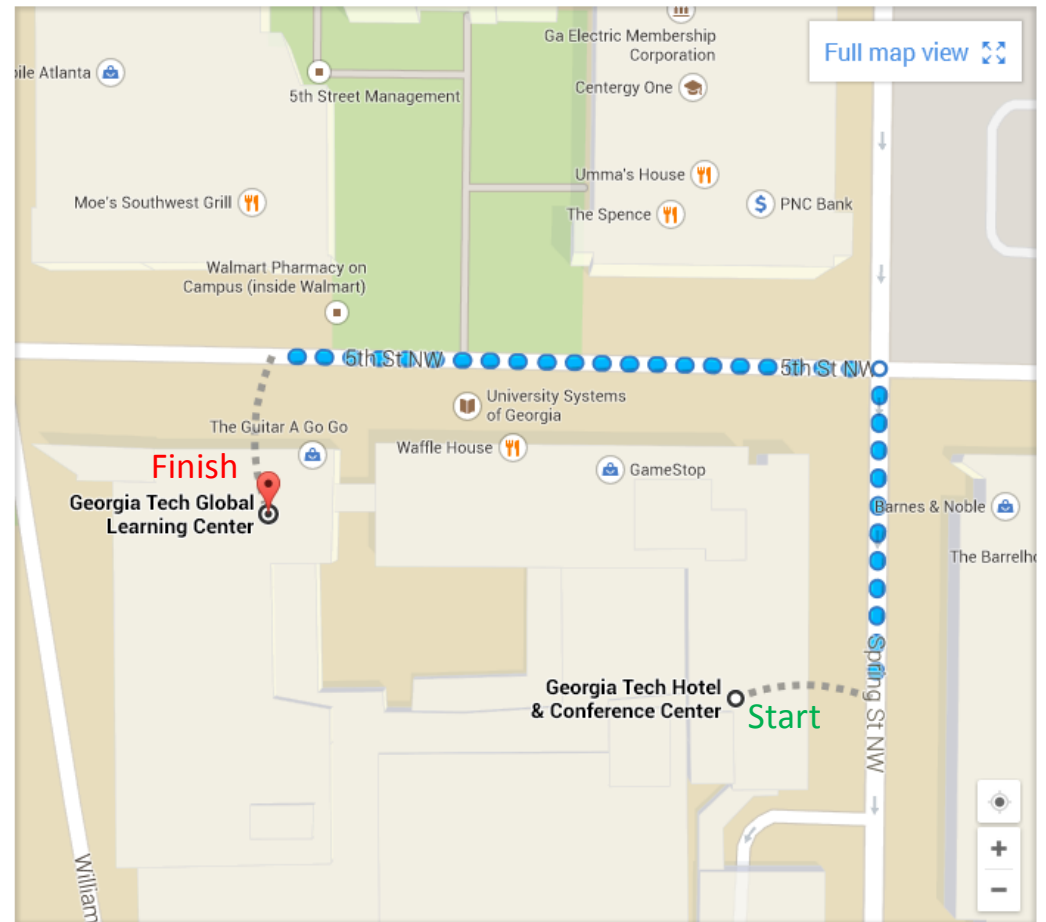 Ga Electric Membership
Corporation
Full map view
ile Atlanta
5th Street Management
Centergy One
Umma's House
Moe's Southwest Grill
The Spence
$ PNC Bank
Walmart Pharmacy on
Campus (inside Walmart)
5th St NW
5th St NW
University Systems
of Georgia
The Guitar A Go Go
Waffle House
Finish
GameStop
Georgia Tech Global
Learning Center
Barnes & Noble
The Barrelh
Spring St NW
Georgia Tech Hotel
& Conference Center
Start
William
+
−